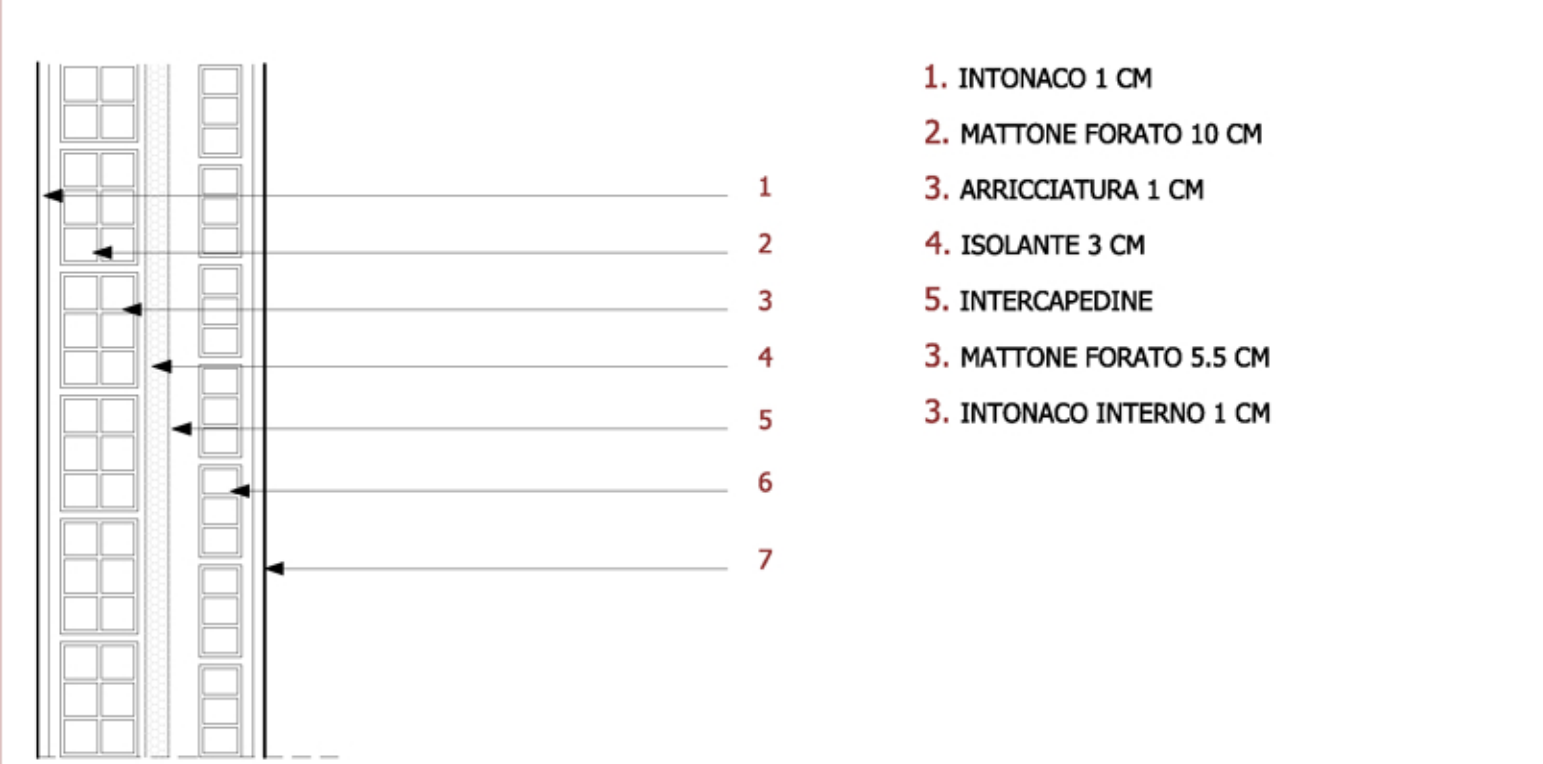 1
2
3
4
5
6
7
1. INTONACO 1 CM
2. MATTONE FORATO 10 CM
3. ARRICCIATURA 1 CM
4. ISOLANTE 3 CM
5. INTERCAPEDINE
3. MATTONE FORATO 5.5 CM
3. INTONACO INTERNO 1 CM